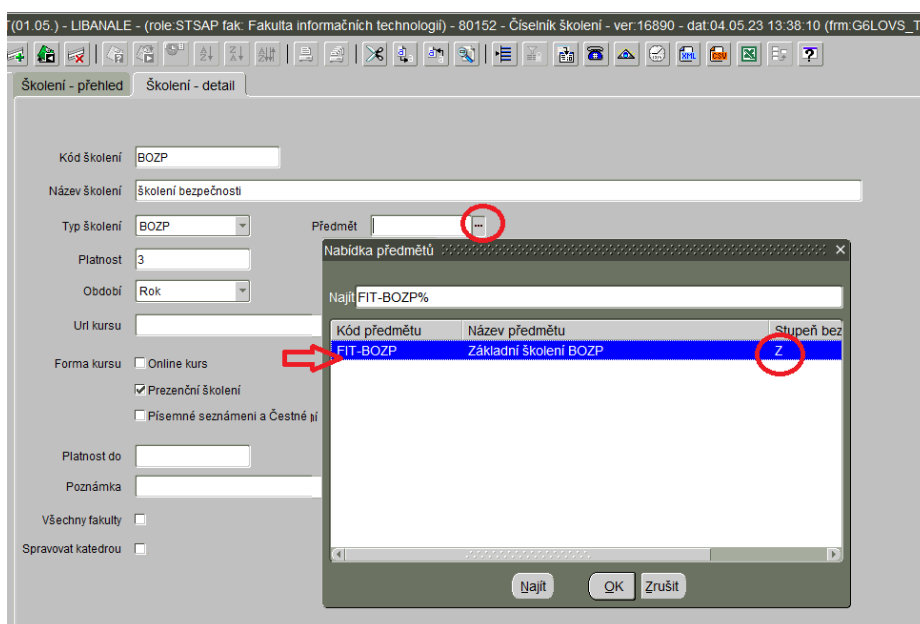 (01.05.) - LIBANALE - (role:STSAP fak: Fakulta informačních technologií) - 80152 - Číselník školení - ver:16890 - dat:04.05.23 13:38:10 (frm:G6LOVS_T
XML CSV
Školení - přehled Školení - detail
Kód školení BOZP
Název školení školení bezpečnosti
Typ školení BOZP Předmět ...
Platnost 3
Období Rok
Url kursu
Forma kursu Online kurs
Prezenční školení
Písemné seznámeni a Čestné
Platnost do
Poznámka
Všechny fakulty
Spravovat katedrou
Nabídka předmětů
Najít FIT-BOZP%
Kód předmětu Název předmětu Stupeň bez
FIT-BOZP Základní školení BOZP Z
Najít OK Zrušit